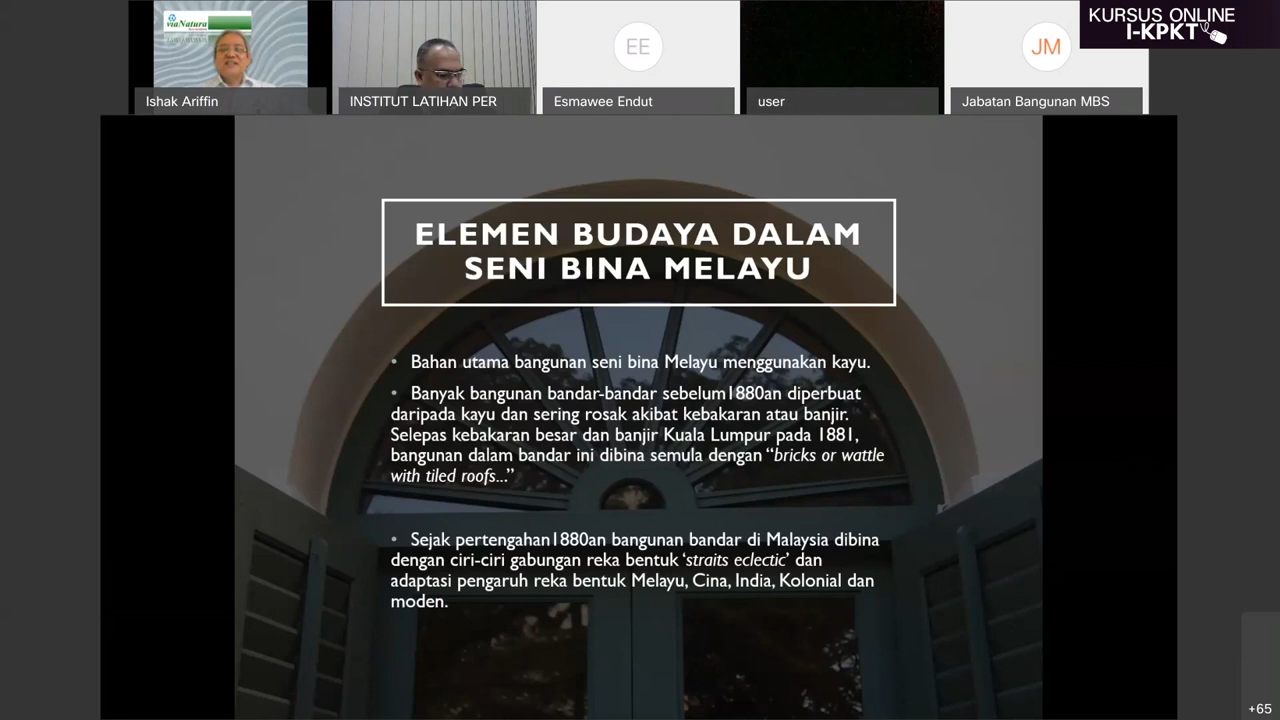 KURSUS ONLINE
I-KPKT
viaNatura
EE
JM
Ishak Ariffin
INSTITUT LATIHAN PER
Esmawee Endut
user
Jabatan Bangunan MBS
ELEMEN BUDAYA DALAM
SENI BINA MELAYU
• Bahan utama bangunan seni bina Melayu menggunakan kayu.
• Banyak bangunan bandar-bandar sebelum1880an diperbuat
daripada kayu dan sering rosak akibat kebakaran atau banjir.
Selepas kebakaran besar dan banjir Kuala Lumpur pada 1881,
bangunan dalam bandar ini dibina semula dengan “bricks or wattle
with tiled roofs...”
• Sejak pertengahan1880an bangunan bandar di Malaysia dibina
dengan ciri-ciri gabungan reka bentuk ‘straits eclectic’ dan
adaptasi pengaruh reka bentuk Melayu, Cina, India, Kolonial dan
moden.
+65